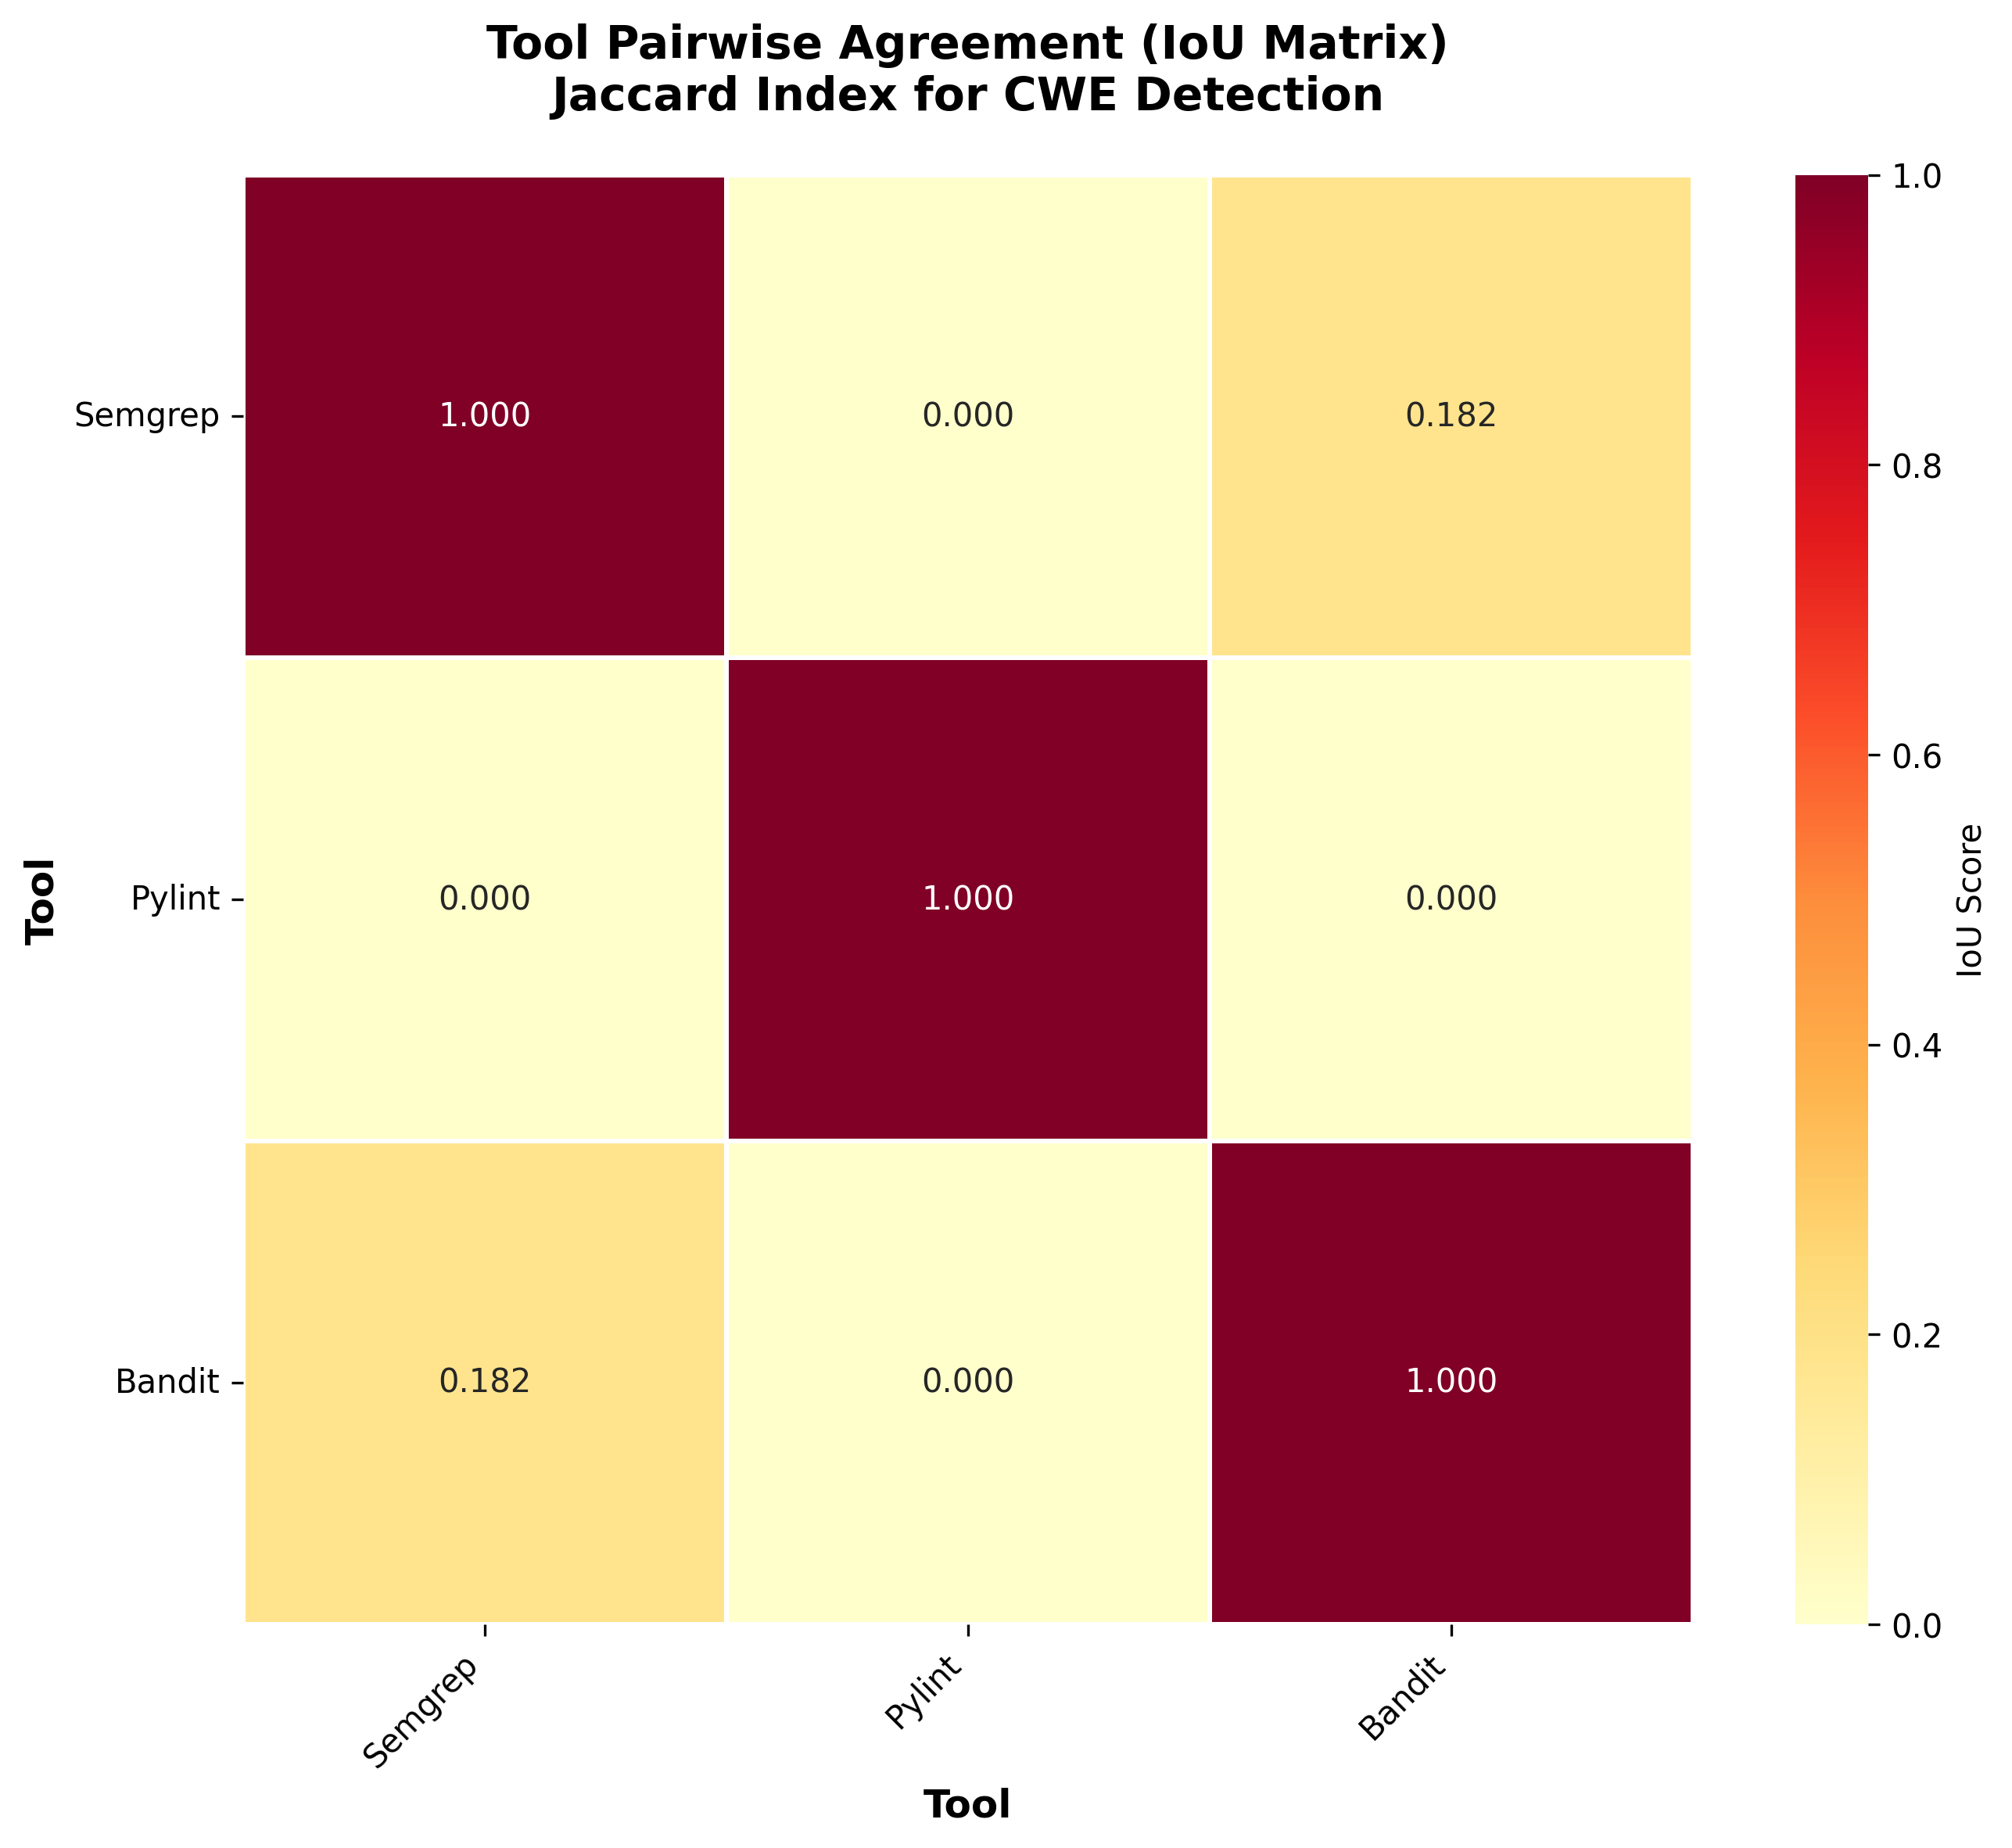 Tool Pairwise Agreement (IoU Matrix)
Jaccard Index for CWE Detection
Tool
Semgrep
1.000
0.000
0.182
Pylint
0.000
1.000
0.000
Bandit
0.182
0.000
1.000
Semgrep
Pylint
Bandit
Tool
1.0
0.8
0.6
0.4
0.2
0.0
IoU Score